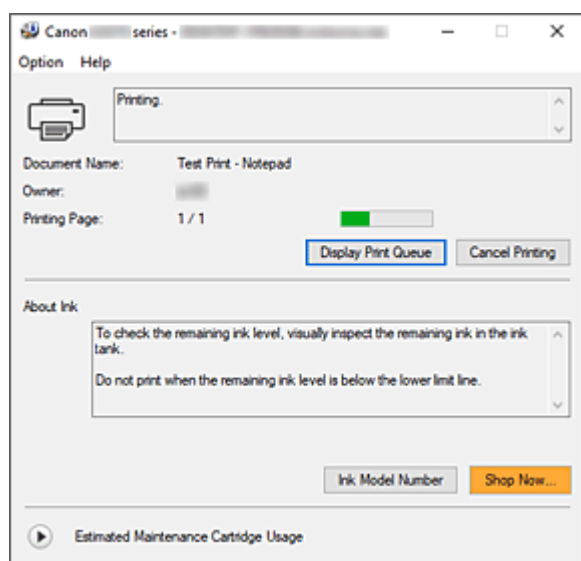 Canon series -
Option Help
Printing.
Document Name: Test Print - Notepad
Owner:
Printing Page: 1 / 1
Display Print Queue Cancel Printing
About Ink
To check the remaining ink level, visually inspect the remaining ink in the ink
tank.
Do not print when the remaining ink level is below the lower limit line.
Ink Model Number Shop Now...
Estimated Maintenance Cartridge Usage